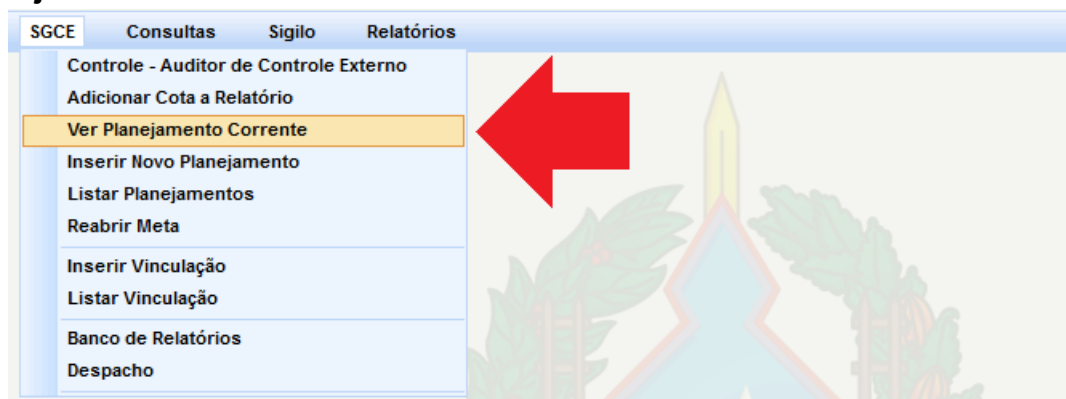 SGCE Consultas Sigilo Relatórios
Controle - Auditor de Controle Externo
Adicionar Cota a Relatório
Ver Planejamento Corrente
Inserir Novo Planejamento
Listar Planejamentos
Reabrir Meta
Inserir Vinculação
Listar Vinculação
Banco de Relatórios
Despacho